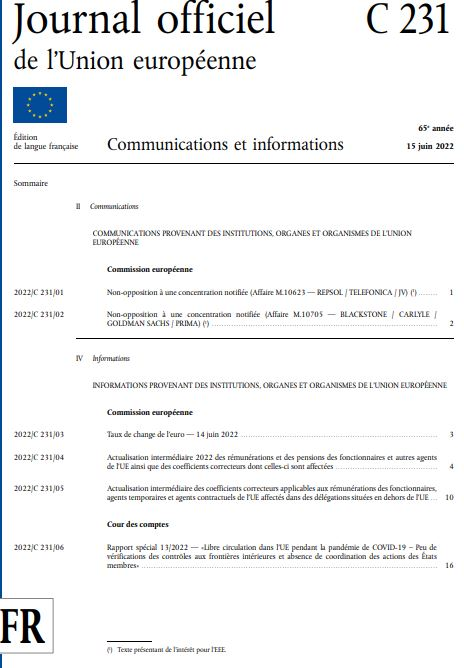 Journal officiel C 231
de l'Union européenne
Édition
de langue française
Communications et informations
65e année
15 juin 2022
Sommaire
II Communications
COMMUNICATIONS PROVENANT DES INSTITUTIONS, ORGANES ET ORGANISMES DE L'UNION
EUROPÉENNE
Commission européenne
2022/C 231/01 Non-opposition à une concentration notifiée (Affaire M.10623 — REPSOL / TELEFONICA / JV) (1) ........ 1
2022/C 231/02 Non-opposition à une concentration notifiée (Affaire M.10705 — BLACKSTONE / CARLYLE /
GOLDMAN SACHS / PRIMA) (1) ........ 2
IV Informations
INFORMATIONS PROVENANT DES INSTITUTIONS, ORGANES ET ORGANISMES DE L'UNION EUROPÉENNE
Commission européenne
2022/C 231/03 Taux de change de l'euro — 14 juin 2022 ........ 3
2022/C 231/04 Actualisation intermédiaire 2022 des rémunérations et des pensions des fonctionnaires et autres agents
de l'UE ainsi que des coefficients correcteurs dont celles-ci sont affectées ........ 4
2022/C 231/05 Actualisation intermédiaire des coefficients correcteurs applicables aux rémunérations des fonctionnaires,
agents temporaires et agents contractuels de l'UE affectés dans des délégations situées en dehors de l'UE ... 10
Cour des comptes
2022/C 231/06 Rapport spécial 13/2022 — «Libre circulation dans l'UE pendant la pandémie de COVID-19 – Peu de
vérifications des contrôles aux frontières intérieures et absence de coordination des actions des États
membres» ........ 16
FR
(1) Texte présentant de l'intérêt pour l'EEE.